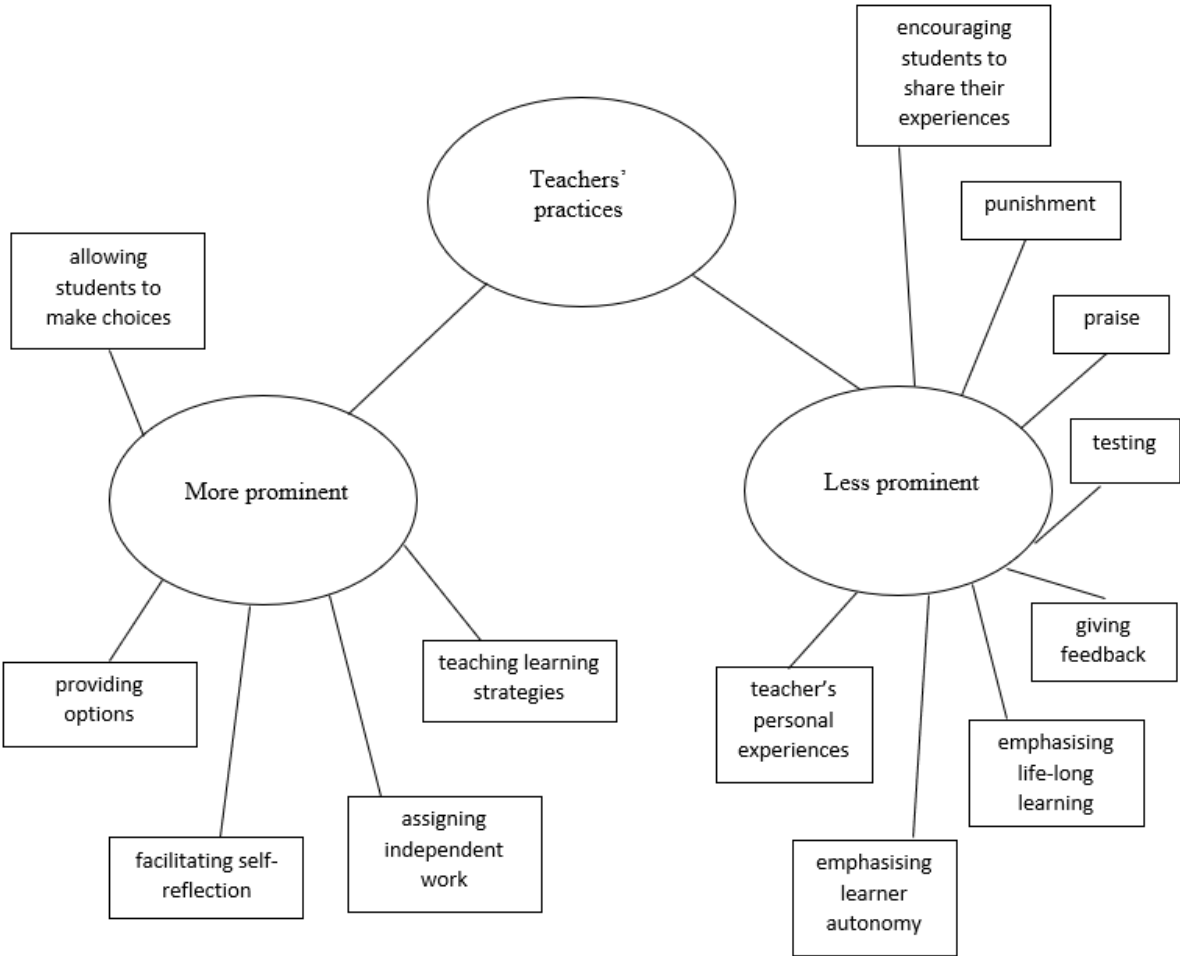 Teachers’
practices
More prominent
allowing
students to
make choices
providing
options
facilitating self-
reflection
assigning
independent
work
teaching learning
strategies
Less prominent
encouraging
students to
share their
experiences
punishment
praise
testing
giving
feedback
emphasising
life-long
learning
emphasising
learner
autonomy
teacher’s
personal
experiences